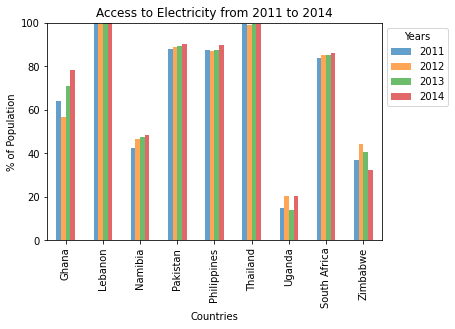 Access to Electricity from 2011 to 2014
% of Population
100
80
60
40
20
0
Ghana
Lebanon
Namibia
Pakistan
Philippines
Thailand
Uganda
South Africa
Zimbabwe
Countries
Years
2011
2012
2013
2014